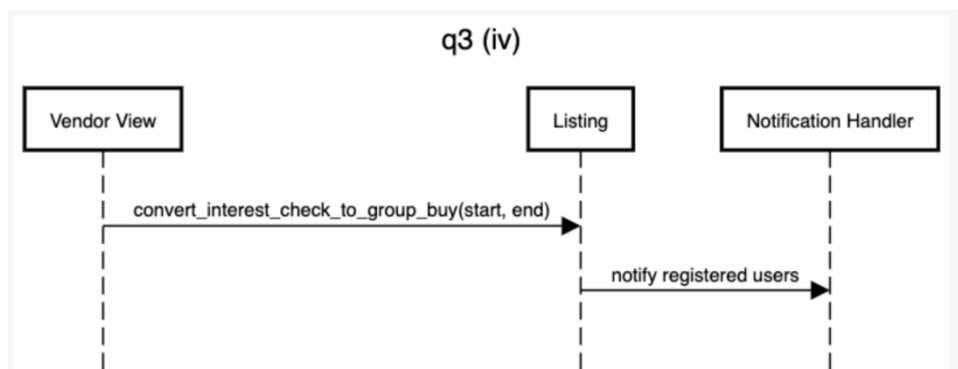 q3 (iv)
Vendor View
Listing
Notification Handler
convert_interest_check_to_group_buy(start, end)
notify registered users